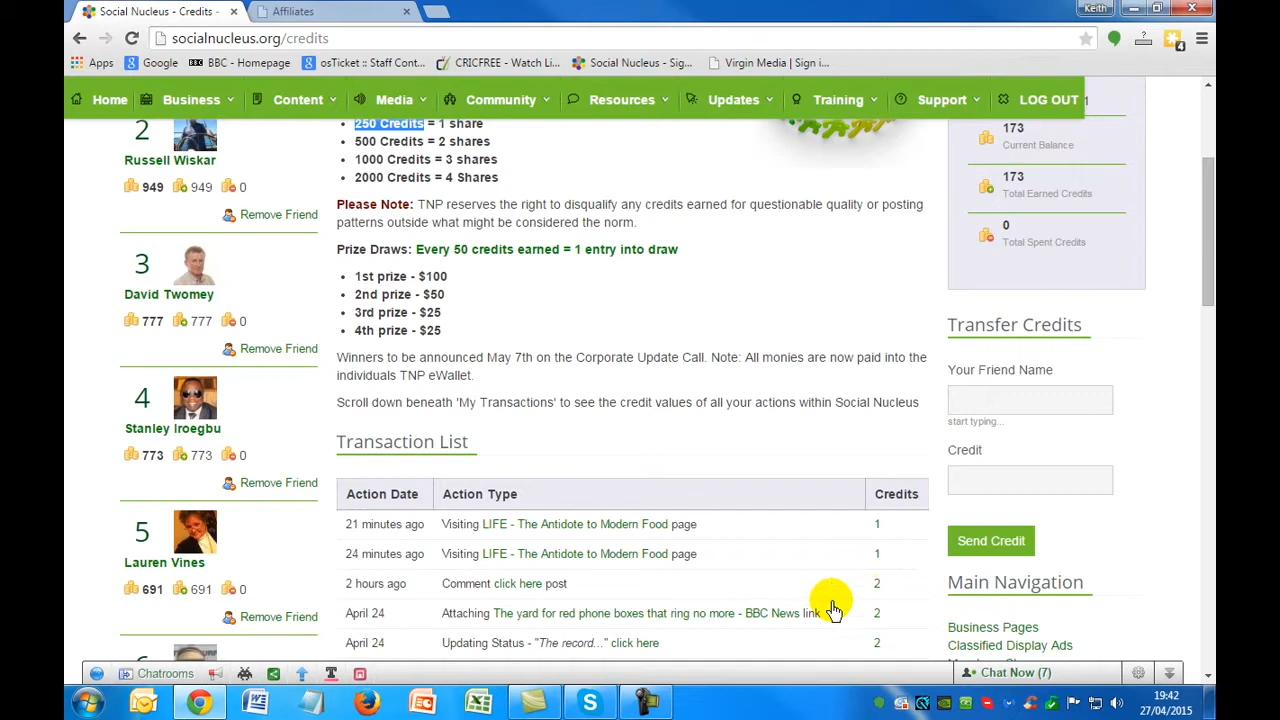 Social Nucleus - Credits -
Affiliates
Keith
socialnucleus.org/credits
4
Apps
Google
BBC - Homepage
osTicket :: Staff Cont...
CRICFREE - Watch Li...
Social Nucleus - Sig...
Virgin Media | Sign i...
Home
Business
Content
Media
Community
Resources
Updates
Training
Support
LOG OUT
2
Russell Wiskar
949 949 0
Remove Friend
3
David Twomey
777 777 0
Remove Friend
4
Stanley Iroegbu
773 773 0
Remove Friend
5
Lauren Vines
691 691 0
Remove Friend
250 Credits = 1 share
500 Credits = 2 shares
1000 Credits = 3 shares
2000 Credits = 4 Shares
Please Note: TNP reserves the right to disqualify any credits earned for questionable quality or posting
patterns outside what might be considered the norm.
Prize Draws: Every 50 credits earned = 1 entry into draw
1st prize - $100
2nd prize - $50
3rd prize - $25
4th prize - $25
Winners to be announced May 7th on the Corporate Update Call. Note: All monies are now paid into the
individuals TNP eWallet.
Scroll down beneath 'My Transactions' to see the credit values of all your actions within Social Nucleus
Transaction List
Action Date Action Type Credits
21 minutes ago Visiting LIFE - The Antidote to Modern Food page 1
24 minutes ago Visiting LIFE - The Antidote to Modern Food page 1
2 hours ago Comment click here post 2
April 24 Attaching The yard for red phone boxes that ring no more - BBC News link 2
April 24 Updating Status - "The record..." click here 2
1
173
Current Balance
173
Total Earned Credits
0
Total Spent Credits
Transfer Credits
Your Friend Name
start typing...
Credit
Send Credit
Main Navigation
Business Pages
Classified Display Ads
Chatrooms
Chat Now (7)
19:42
27/04/2015